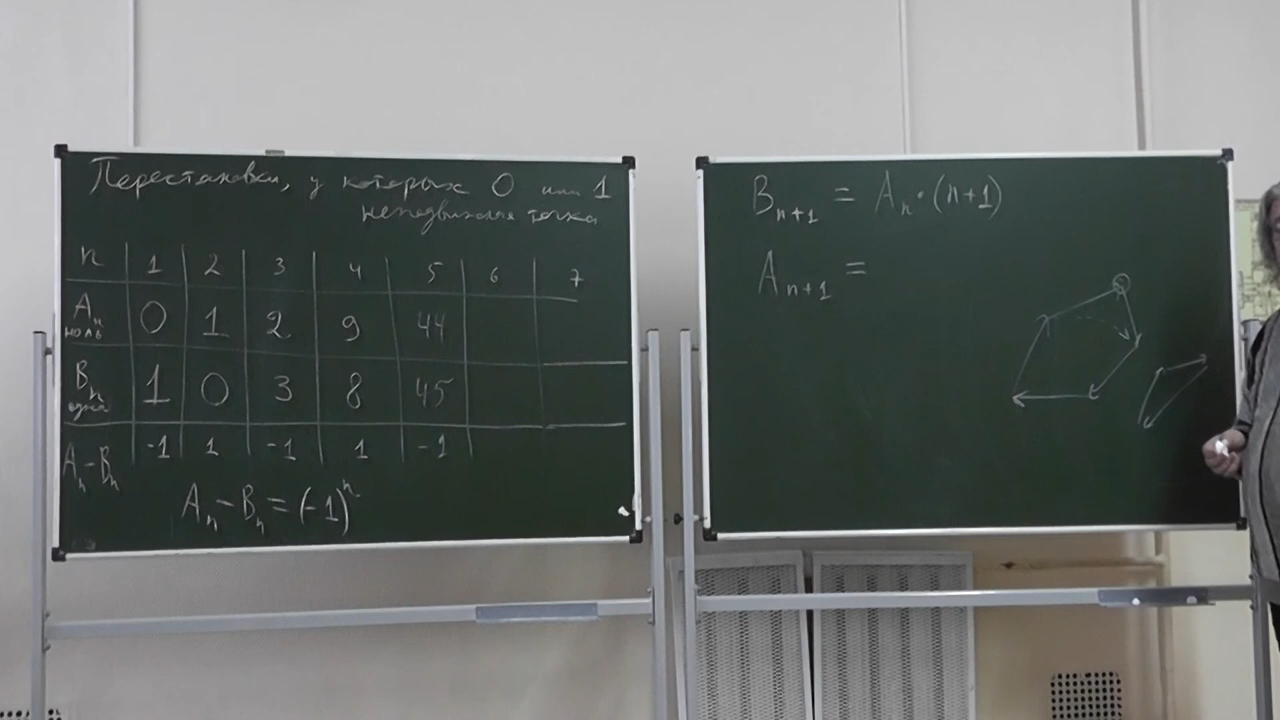 Перестановки, у которых 0 или 1
неподвижная точка
n 1 2 3 4 5 6 7
Aₙ ноль 0 1 2 9 44
Bₙ одна 1 0 3 8 45
Aₙ-Bₙ -1 1 -1 1 -1
Aₙ-Bₙ=(-1)ⁿ
Bₙ₊₁ = Aₙ·(n+1)
Aₙ₊₁ =